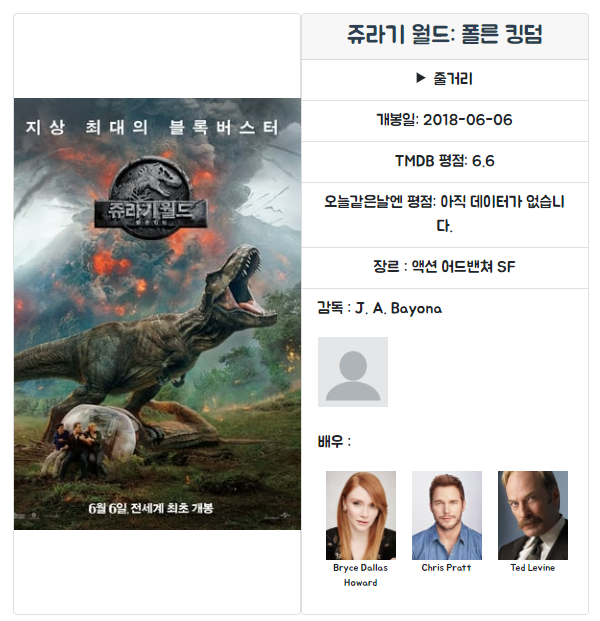 쥬라기 월드: 폴른 킹덤
▶ 줄거리
개봉일: 2018-06-06
TMDB 평점: 6.6
오늘같은날엔 평점: 아직 데이터가 없습니
다.
장르 : 액션 어드밴쳐 SF
감독 : J. A. Bayona
배우 :
Bryce Dallas
Howard
Chris Pratt
Ted Levine
지상 최대의 블록버스터
쥬라기 월드
6월 6일, 전세계 최초 개봉